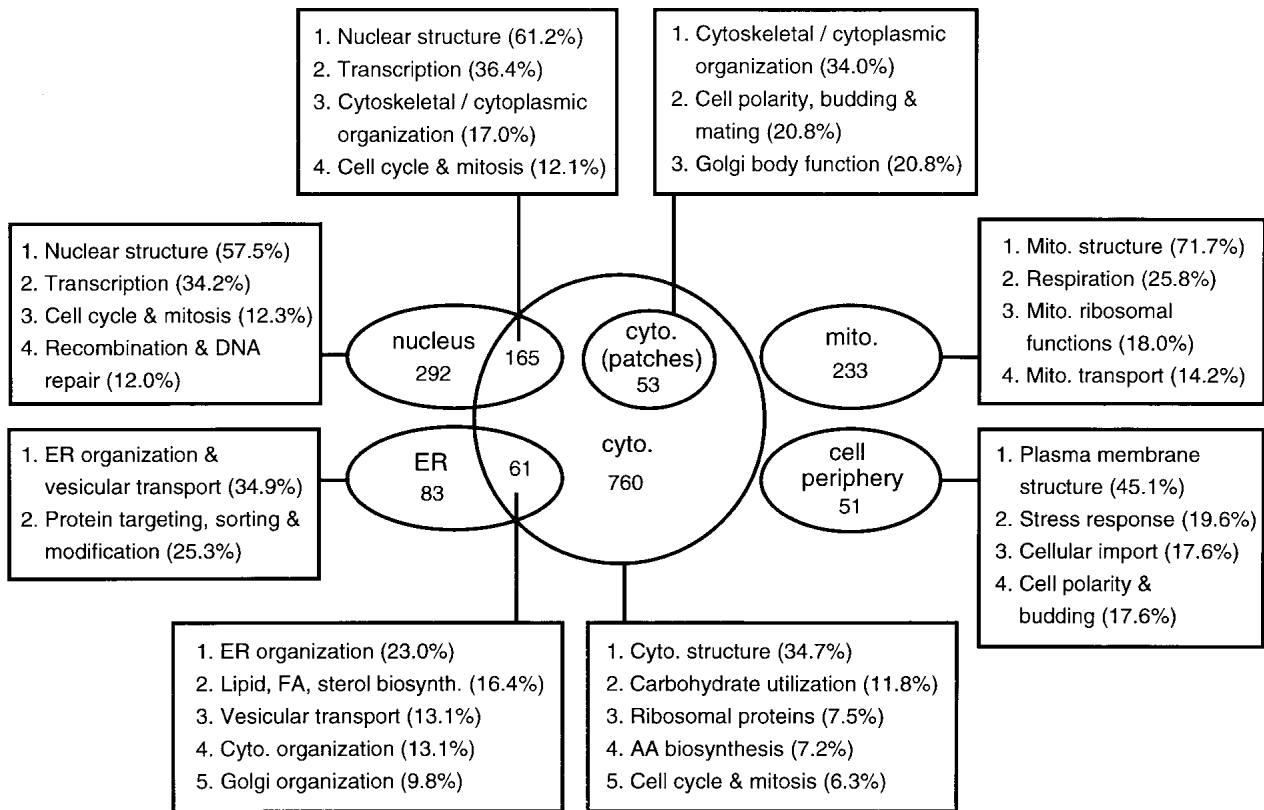 1. Nuclear structure (61.2%)
2. Transcription (36.4%)
3. Cytoskeletal / cytoplasmic
organization (17.0%)
4. Cell cycle & mitosis (12.1%)
1. Cytoskeletal / cytoplasmic
organization (34.0%)
2. Cell polarity, budding &
mating (20.8%)
3. Golgi body function (20.8%)
1. Nuclear structure (57.5%)
2. Transcription (34.2%)
3. Cell cycle & mitosis (12.3%)
4. Recombination & DNA
repair (12.0%)
nucleus
292
165
cyto.
(patches)
53
mito.
233
1. Mito. structure (71.7%)
2. Respiration (25.8%)
3. Mito. ribosomal
functions (18.0%)
4. Mito. transport (14.2%)
1. ER organization &
vesicular transport (34.9%)
2. Protein targeting, sorting &
modification (25.3%)
ER
83
61
cyto.
760
cell
periphery
51
1. Plasma membrane
structure (45.1%)
2. Stress response (19.6%)
3. Cellular import (17.6%)
4. Cell polarity &
budding (17.6%)
1. ER organization (23.0%)
2. Lipid, FA, sterol biosynth. (16.4%)
3. Vesicular transport (13.1%)
4. Cyto. organization (13.1%)
5. Golgi organization (9.8%)
1. Cyto. structure (34.7%)
2. Carbohydrate utilization (11.8%)
3. Ribosomal proteins (7.5%)
4. AA biosynthesis (7.2%)
5. Cell cycle & mitosis (6.3%)